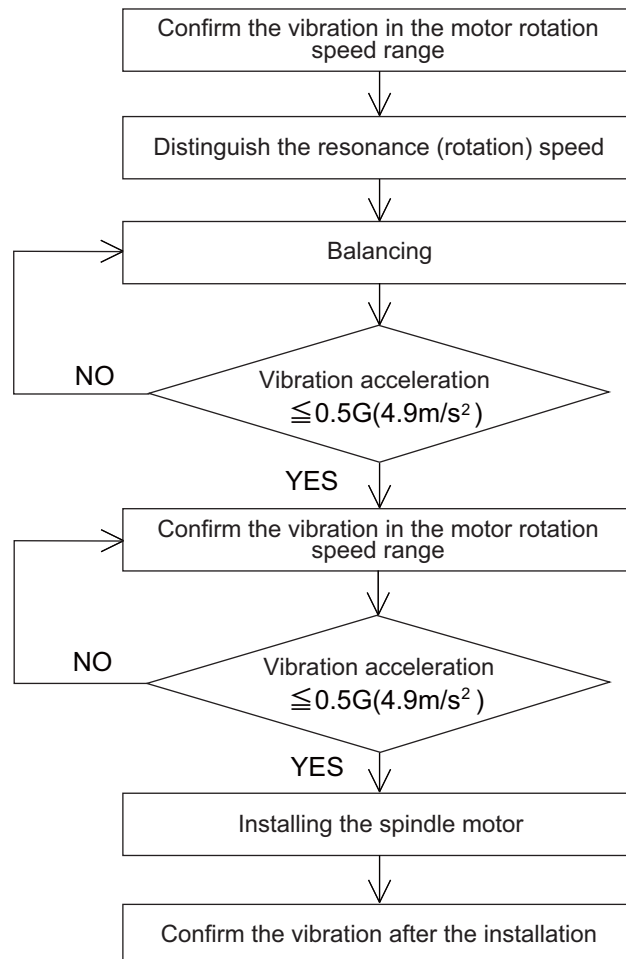 Confirm the vibration in the motor rotation
speed range
Distinguish the resonance (rotation) speed
Balancing
NO
Vibration acceleration
≦0.5G(4.9m/s²)
YES
Confirm the vibration in the motor rotation
speed range
NO
Vibration acceleration
≦0.5G(4.9m/s²)
YES
Installing the spindle motor
Confirm the vibration after the installation